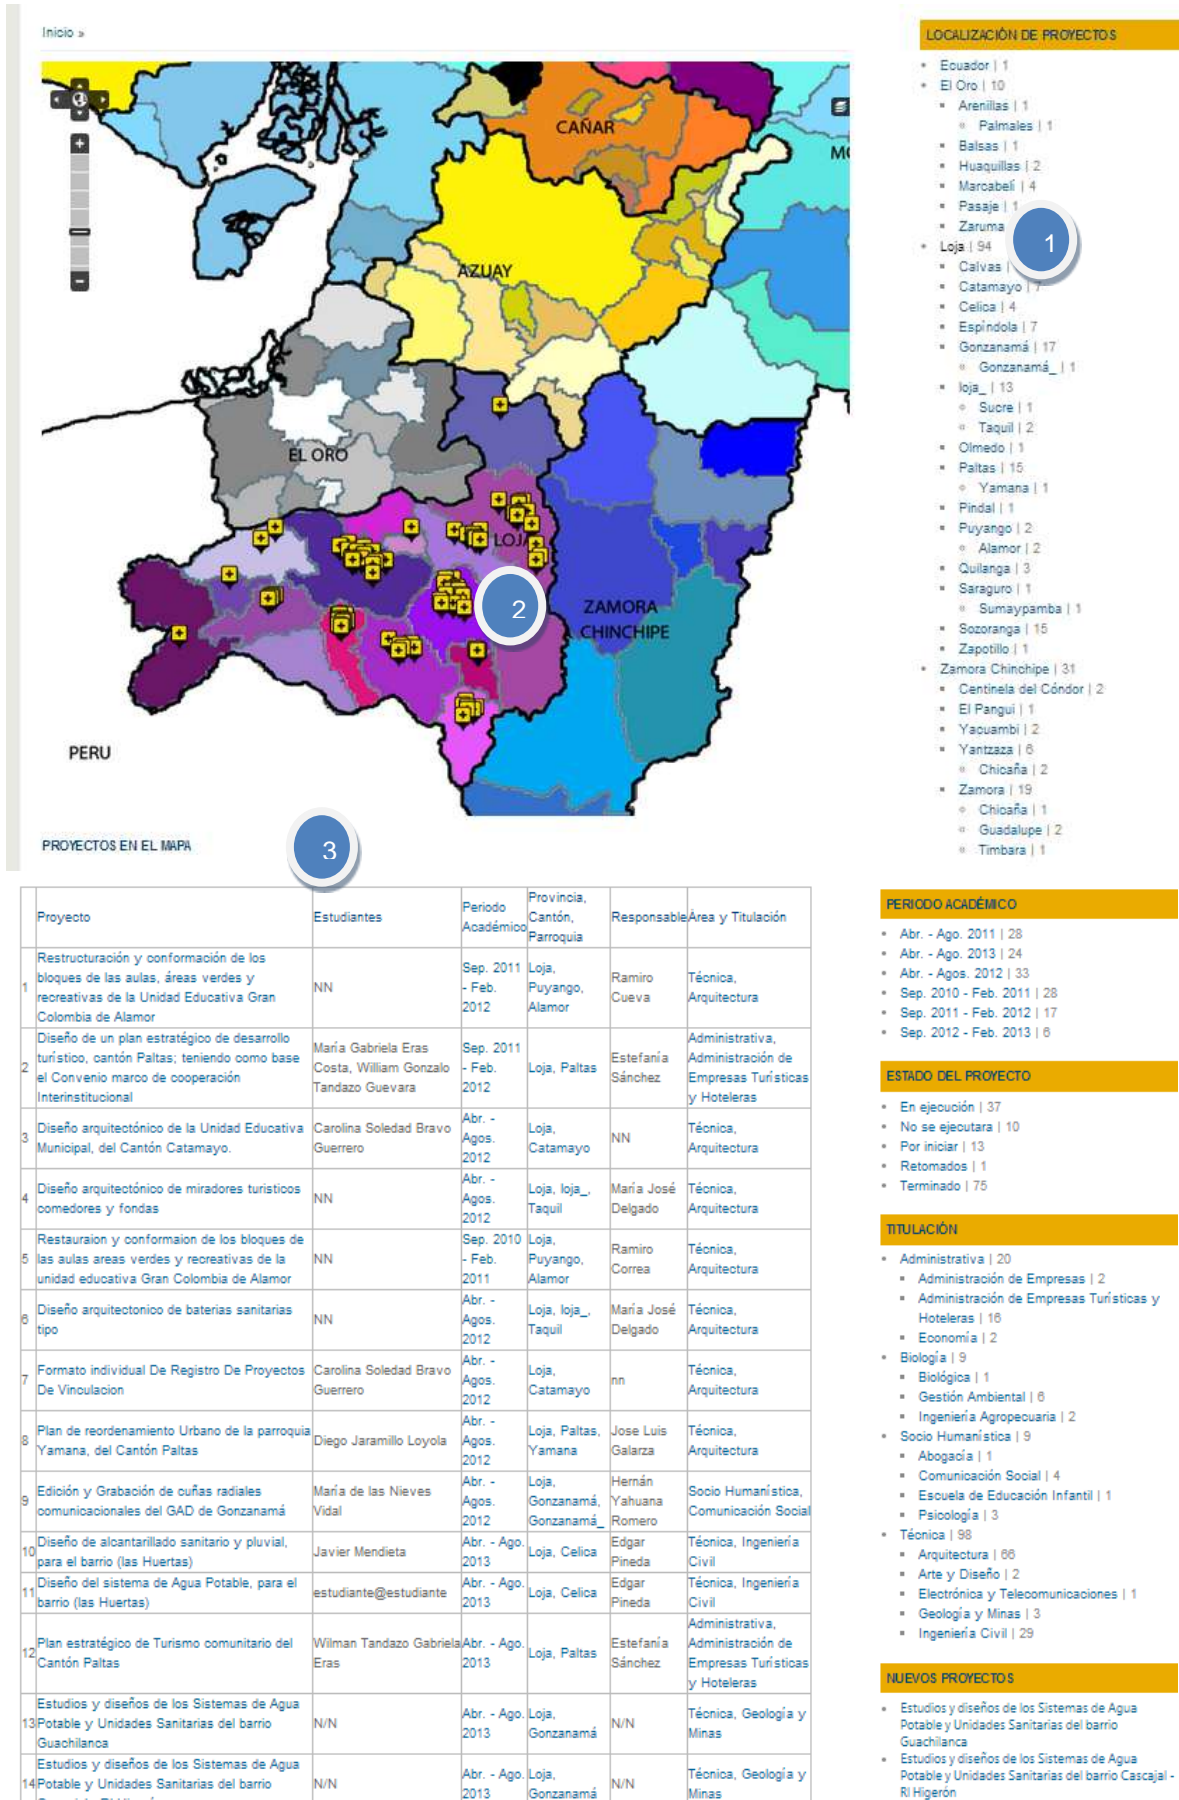 Inicio »
CAÑAR
AZUAY
EL ORO
LOJA
ZAMORA
CHINCHIPE
PERU
2
PROYECTOS EN EL MAPA
3
LOCALIZACIÓN DE PROYECTOS
Ecuador | 1
El Oro | 10
Arenillas | 1
Palmales | 1
Balsas | 1
Huaquillas | 2
Marcabelí | 4
Pasaje | 1
Zaruma
1
Loja | 94
Calvas |
Catamayo | 7
Celica | 4
Espíndola | 7
Gonzanamá | 17
Gonzanamá_ | 1
loja_ | 13
Sucre | 1
Taquil | 2
Olmedo | 1
Paltas | 15
Yamana | 1
Pindal | 1
Puyango | 2
Alamor | 2
Quilanga | 3
Saraguro | 1
Sumaypamba | 1
Sozoranga | 15
Zapotillo | 1
Zamora Chinchipe | 31
Centinela del Cóndor | 2
El Pangui | 1
Yacuambi | 2
Yantzaza | 6
Chicaña | 2
Zamora | 19
Chicaña | 1
Guadalupe | 2
Timbara | 1
Proyecto
Estudiantes
Periodo
Académico
Provincia,
Cantón,
Parroquia
Responsable
Área y Titulación
1
Restructuración y conformación de los
bloques de las aulas, áreas verdes y
recreativas de la Unidad Educativa Gran
Colombia de Alamor
NN
Sep. 2011
- Feb.
2012
Loja,
Puyango,
Alamor
Ramiro
Cueva
Técnica,
Arquitectura
2
Diseño de un plan estratégico de desarrollo
turístico, cantón Paltas; teniendo como base
el Convenio marco de cooperación
Interinstitucional
María Gabriela Eras
Costa, William Gonzalo
Tandazo Guevara
Sep. 2011
- Feb.
2012
Loja, Paltas
Estefanía
Sánchez
Administrativa,
Administración de
Empresas Turísticas
y Hoteleras
3
Diseño arquitectónico de la Unidad Educativa
Municipal, del Cantón Catamayo.
Carolina Soledad Bravo
Guerrero
Abr. -
Agos.
2012
Loja,
Catamayo
NN
Técnica,
Arquitectura
4
Diseño arquitectónico de miradores turisticos
comedores y fondas
NN
Abr. -
Agos.
2012
Loja, loja_,
Taquil
María José
Delgado
Técnica,
Arquitectura
5
Restauraion y conformaion de los bloques de
las aulas areas verdes y recreativas de la
unidad educativa Gran Colombia de Alamor
NN
Sep. 2010
- Feb.
2011
Loja,
Puyango,
Alamor
Ramiro
Correa
Técnica,
Arquitectura
6
Diseño arquitectonico de baterias sanitarias
tipo
NN
Abr. -
Agos.
2012
Loja, loja_,
Taquil
María José
Delgado
Técnica,
Arquitectura
7
Formato individual De Registro De Proyectos
De Vinculacion
Carolina Soledad Bravo
Guerrero
Abr. -
Agos.
2012
Loja,
Catamayo
nn
Técnica,
Arquitectura
8
Plan de reordenamiento Urbano de la parroquia
Yamana, del Cantón Paltas
Diego Jaramillo Loyola
Abr. -
Agos.
2012
Loja, Paltas,
Yamana
Jose Luis
Galarza
Técnica,
Arquitectura
9
Edición y Grabación de cuñas radiales
comunicacionales del GAD de Gonzanamá
María de las Nieves
Vidal
Abr. -
Agos.
2012
Loja,
Gonzanamá,
Gonzanamá_
Hernán
Yahuana
Romero
Socio Humanística,
Comunicación Social
10
Diseño de alcantarillado sanitario y pluvial,
para el barrio (las Huertas)
Javier Mendieta
Abr. - Ago.
2013
Loja, Celica
Edgar
Pineda
Técnica, Ingeniería
Civil
11
Diseño del sistema de Agua Potable, para el
barrio (las Huertas)
estudiante@estudiante
Abr. - Ago.
2013
Loja, Celica
Edgar
Pineda
Técnica, Ingeniería
Civil
12
Plan estratégico de Turismo comunitario del
Cantón Paltas
Wilman Tandazo Gabriela
Eras
Abr. - Ago.
2013
Loja, Paltas
Estefanía
Sánchez
Administrativa,
Administración de
Empresas Turísticas
y Hoteleras
13
Estudios y diseños de los Sistemas de Agua
Potable y Unidades Sanitarias del barrio
Guachilanca
N/N
Abr. - Ago.
2013
Loja,
Gonzanamá
N/N
Técnica, Geología y
Minas
14
Estudios y diseños de los Sistemas de Agua
Potable y Unidades Sanitarias del barrio
N/N
Abr. - Ago.
2013
Loja,
Gonzanamá
N/N
Técnica, Geología y
Minas
PERIODO ACADÉMICO
Abr. - Ago. 2011 | 28
Abr. - Ago. 2013 | 24
Abr. - Agos. 2012 | 33
Sep. 2010 - Feb. 2011 | 28
Sep. 2011 - Feb. 2012 | 17
Sep. 2012 - Feb. 2013 | 6
ESTADO DEL PROYECTO
En ejecución | 37
No se ejecutara | 10
Por iniciar | 13
Retomados | 1
Terminado | 75
TITULACIÓN
Administrativa | 20
Administración de Empresas | 2
Administración de Empresas Turísticas y
Hoteleras | 16
Economía | 2
Biología | 9
Biológica | 1
Gestión Ambiental | 6
Ingeniería Agropecuaria | 2
Socio Humanística | 9
Abogacía | 1
Comunicación Social | 4
Escuela de Educación Infantil | 1
Psicología | 3
Técnica | 98
Arquitectura | 66
Arte y Diseño | 2
Electrónica y Telecomunicaciones | 1
Geología y Minas | 3
Ingeniería Civil | 29
NUEVOS PROYECTOS
Estudios y diseños de los Sistemas de Agua
Potable y Unidades Sanitarias del barrio
Guachilanca
Estudios y diseños de los Sistemas de Agua
Potable y Unidades Sanitarias del barrio Cascajal -
RI Higerón